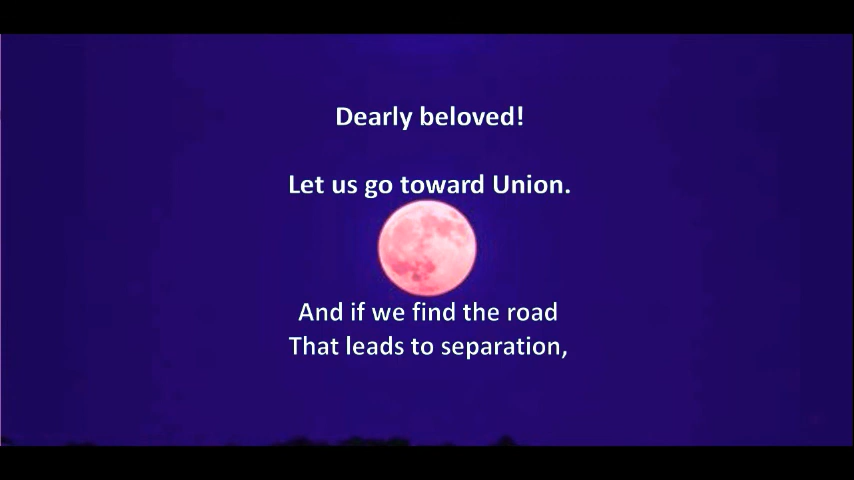 Dearly beloved!
Let us go toward Union.
And if we find the road
That leads to separation,